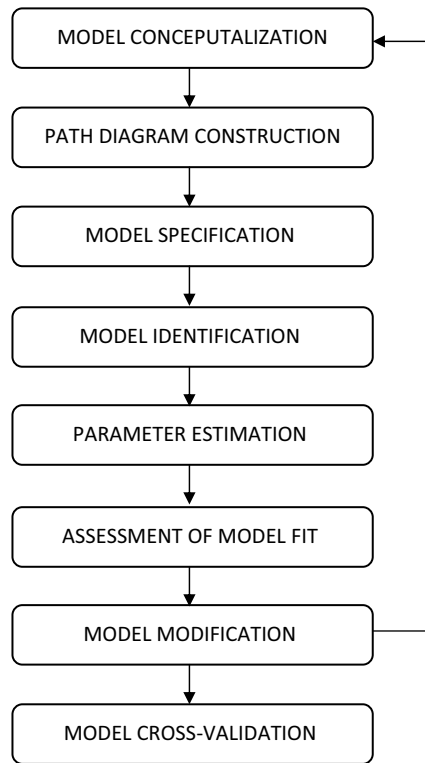 MODEL CONCEPUTALIZATION
PATH DIAGRAM CONSTRUCTION
MODEL SPECIFICATION
MODEL IDENTIFICATION
PARAMETER ESTIMATION
ASSESSMENT OF MODEL FIT
MODEL MODIFICATION
MODEL CROSS-VALIDATION